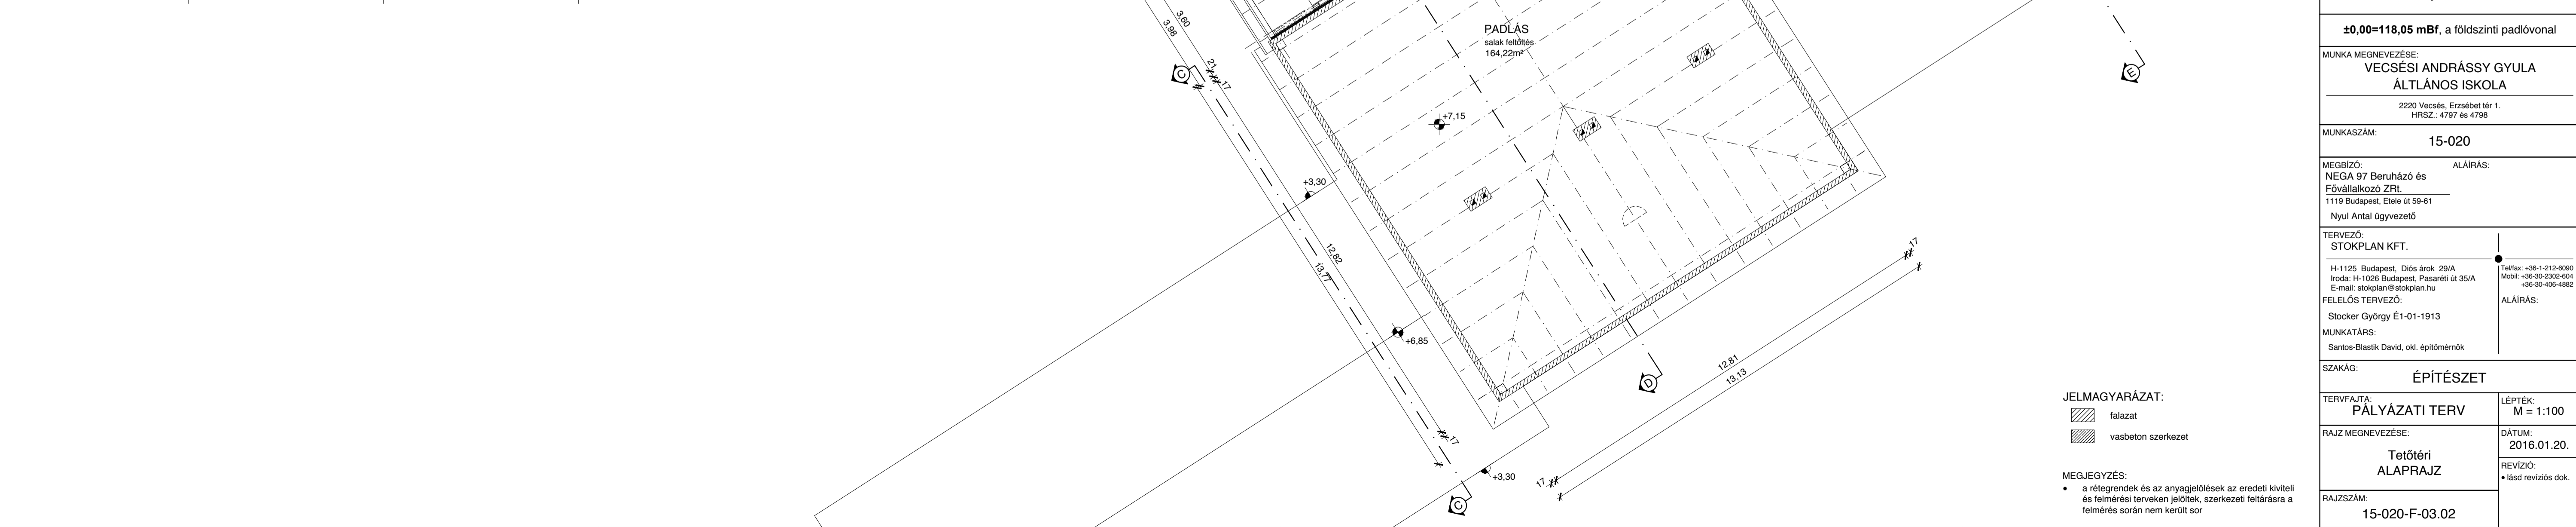 3,60
3,98
21
17
C
PADLÁS
salak feltöltés
164,22m²
+7,15
+3,30
12,82
13,77
+6,85
17
C
+3,30
17
12,81
13,13
17
D
E
JELMAGYARÁZAT:
falazat
vasbeton szerkezet
MEGJEGYZÉS:
• a rétegrendek és az anyagjelölések az eredeti kiviteli
és felmérési terveken jelöltek, szerkezeti feltárásra a
felmérés során nem került sor
±0,00=118,05 mBf, a földszinti padlóvonal
MUNKA MEGNEVEZÉSE:
VECSÉSI ANDRÁSSY GYULA
ÁLTLÁNOS ISKOLA
2220 Vecsés, Erzsébet tér 1.
HRSZ.: 4797 és 4798
MUNKASZÁM:
15-020
MEGBÍZÓ: ALÁÍRÁS:
NEGA 97 Beruházó és
Fővállalkozó ZRt.
1119 Budapest, Etele út 59-61
Nyul Antal ügyvezető
TERVEZŐ:
STOKPLAN KFT.
H-1125 Budapest, Diós árok 29/A
Iroda: H-1026 Budapest, Pasaréti út 35/A
E-mail: stokplan@stokplan.hu
Tel/fax: +36-1-212-6090
Mobil: +36-30-2302-604
+36-30-406-4882
FELELŐS TERVEZŐ: ALÁÍRÁS:
Stocker György É1-01-1913
MUNKATÁRS:
Santos-Blastik David, okl. építőmérnök
SZAKÁG:
ÉPÍTÉSZET
TERVFAJTA:
PÁLYÁZATI TERV
LÉPTÉK:
M = 1:100
RAJZ MEGNEVEZÉSE:
Tetőtéri
ALAPRAJZ
DÁTUM:
2016.01.20.
REVÍZIÓ:
• lásd revíziós dok.
RAJZSZÁM:
15-020-F-03.02